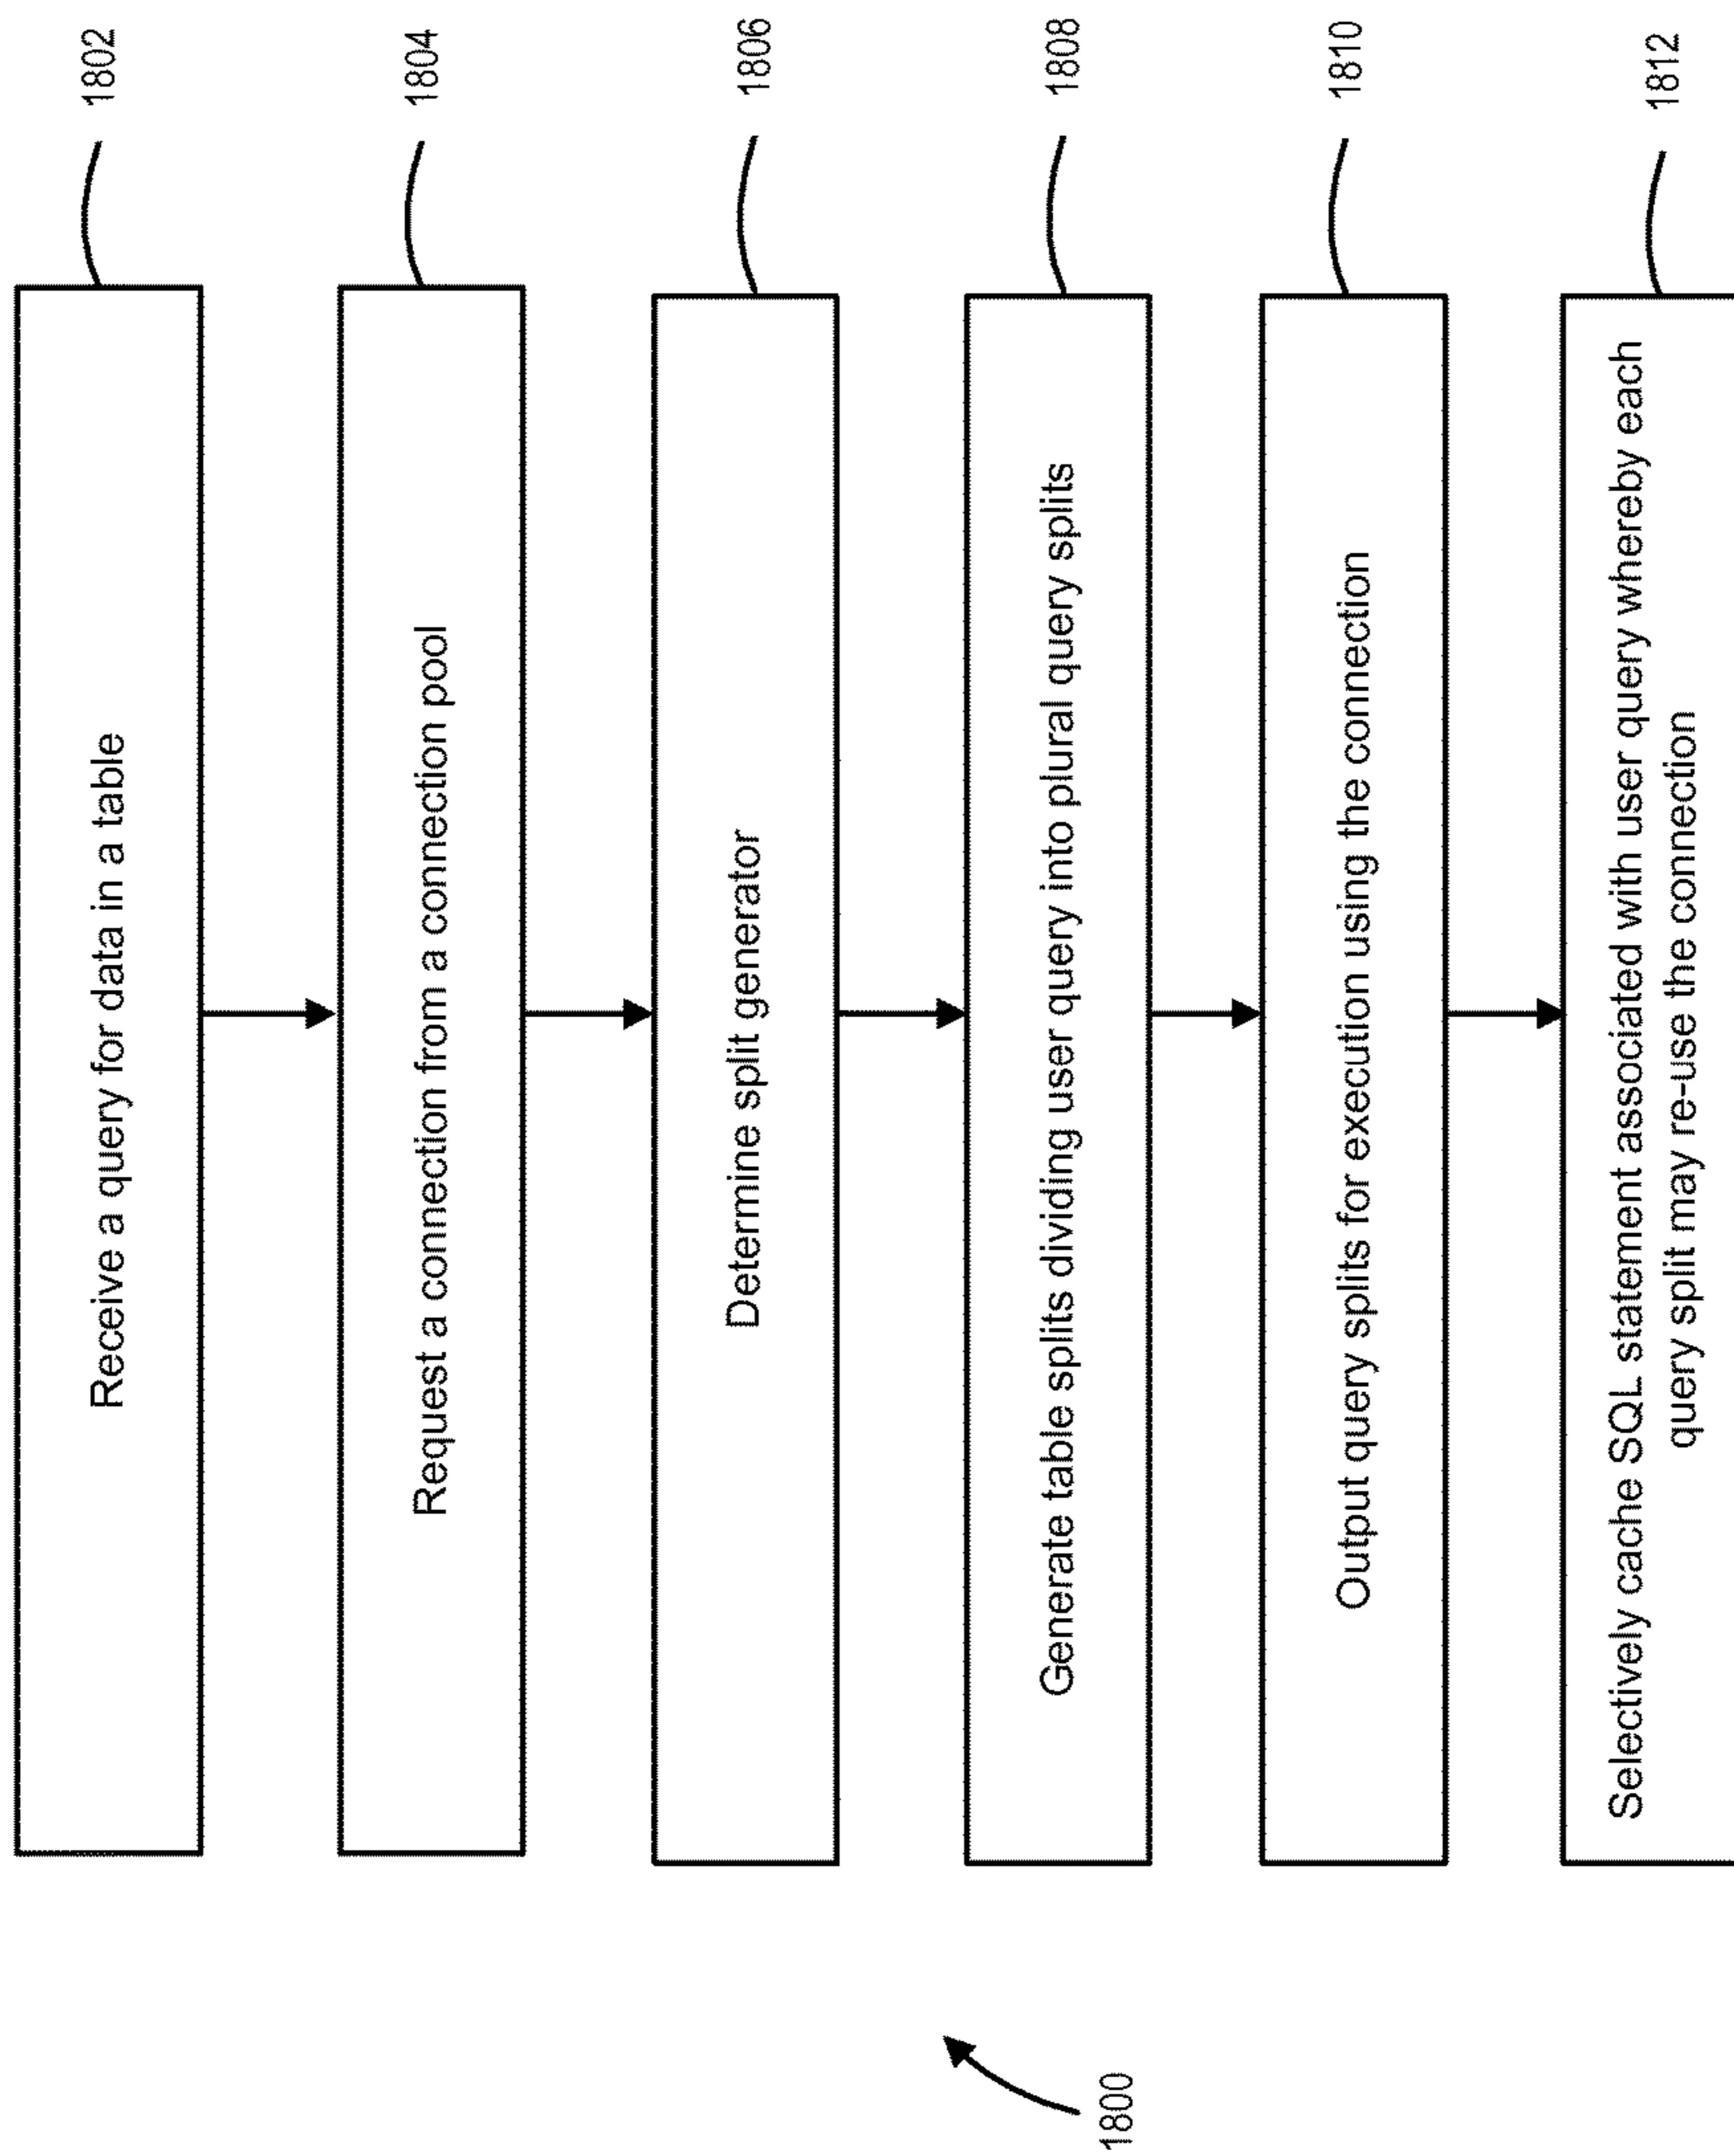 1800
Receive a query for data in a table
1802
Request a connection from a connection pool
1804
Determine split generator
1806
Generate table splits dividing user query into plural query splits
1808
Output query splits for execution using the connection
1810
Selectively cache SQL statement associated with user query whereby each
query split may re-use the connection
1812